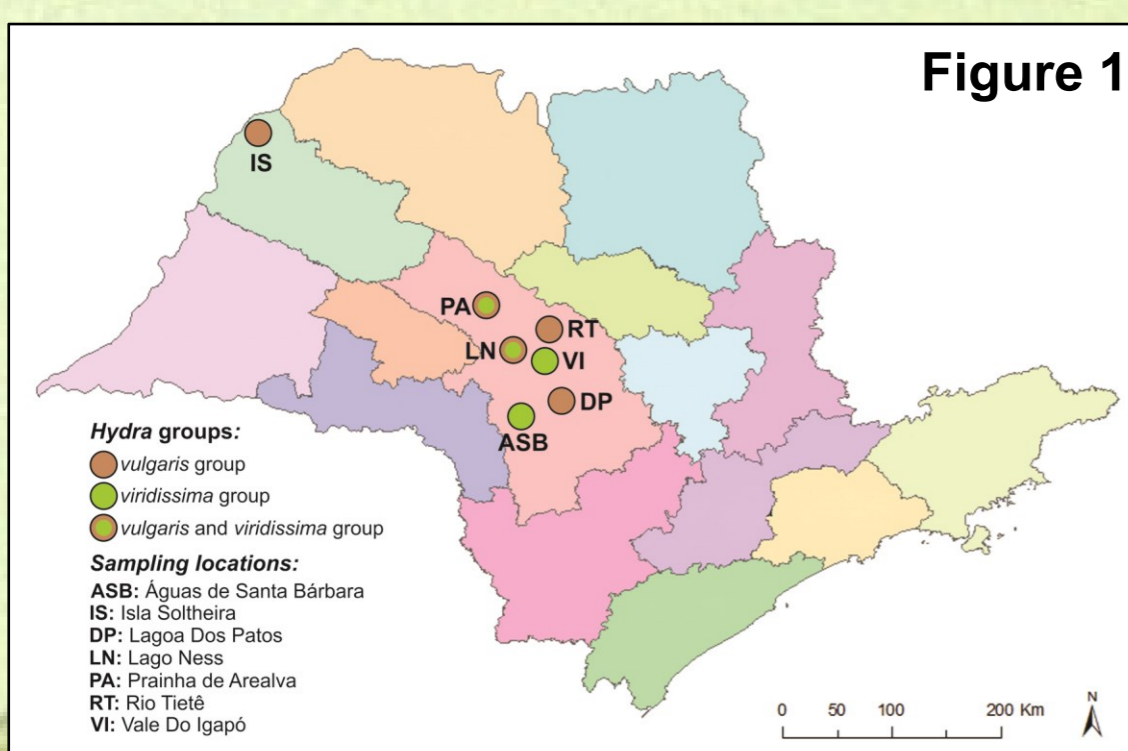 Figure 1
IS
PA
RT
LN
VI
DP
ASB
Hydra groups:
vulgaris group
viridissima group
vulgaris and viridissima group
Sampling locations:
ASB: Águas de Santa Bárbara
IS: Isla Soltheira
DP: Lagoa Dos Patos
LN: Lago Ness
PA: Prainha de Arealva
RT: Rio Tietê
VI: Vale Do Igapó
0 50 100 200 Km
N